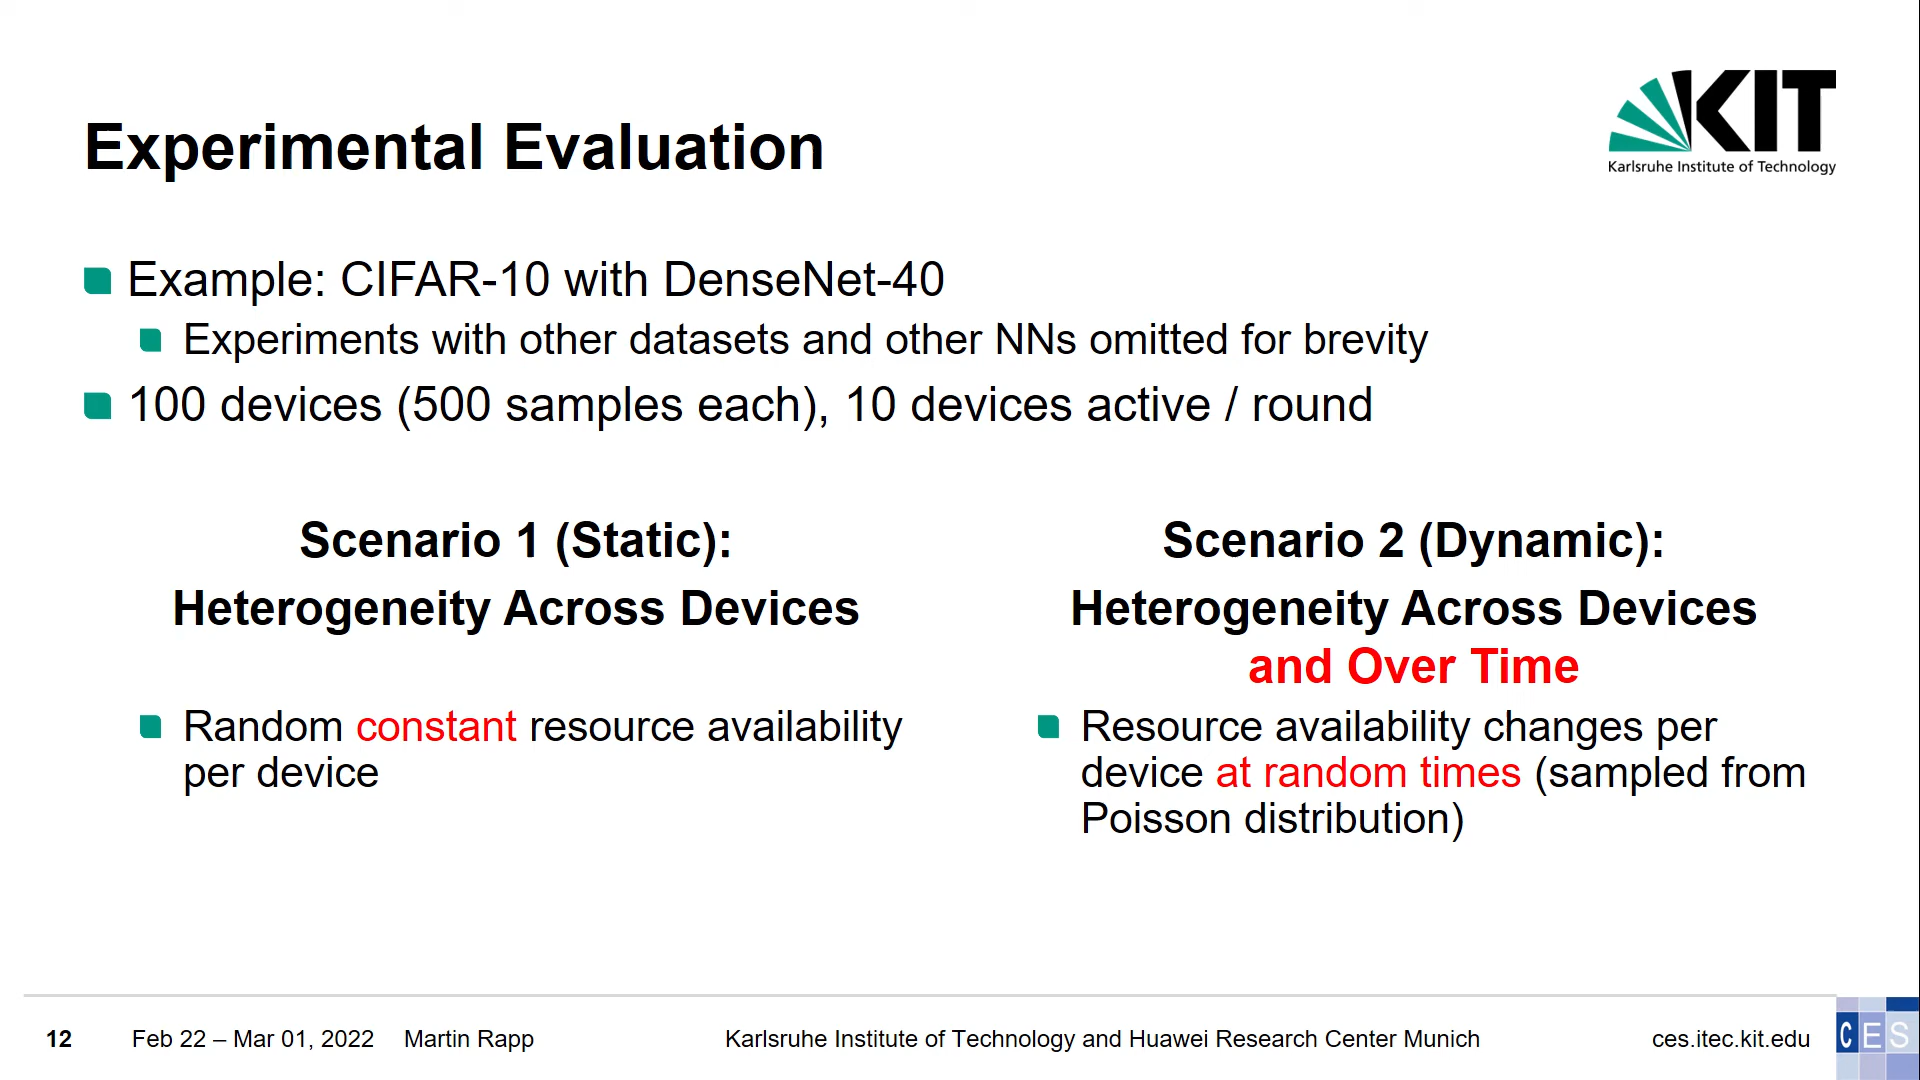 Experimental Evaluation
KIT
Karlsruhe Institute of Technology
Example: CIFAR-10 with DenseNet-40
Experiments with other datasets and other NNs omitted for brevity
100 devices (500 samples each), 10 devices active / round
Scenario 1 (Static):
Heterogeneity Across Devices
Random constant resource availability
per device
Scenario 2 (Dynamic):
Heterogeneity Across Devices
and Over Time
Resource availability changes per
device at random times (sampled from
Poisson distribution)
12 Feb 22 – Mar 01, 2022 Martin Rapp Karlsruhe Institute of Technology and Huawei Research Center Munich ces.itec.kit.edu CES